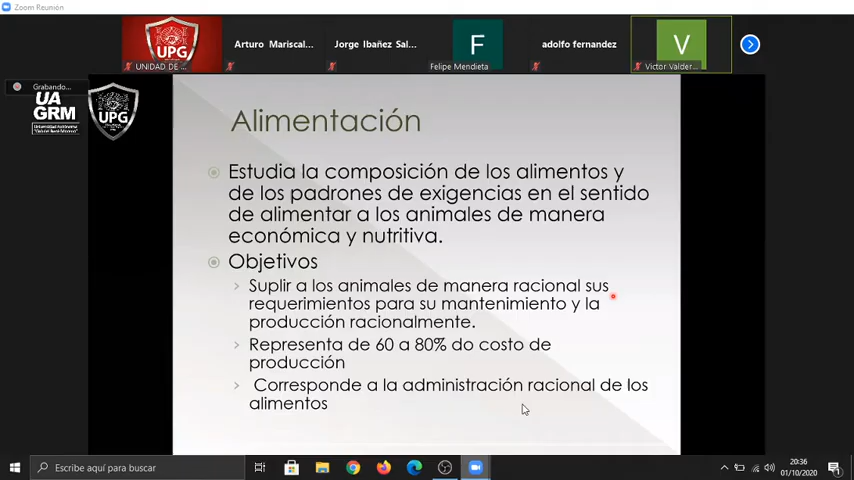 Zoom Reunión
UPG
UNIDAD DE ...
Arturo Mariscal...
Jorge Ibañez Sal...
F
Felipe Mendieta
adolfo fernandez
V
Victor Valder...
Grabando...
UA
GRM
UPG
Alimentación
Estudia la composición de los alimentos y
de los padrones de exigencias en el sentido
de alimentar a los animales de manera
económica y nutritiva.
Objetivos
Suplir a los animales de manera racional sus
requerimientos para su mantenimiento y la
producción racionalmente.
Representa de 60 a 80% do costo de
producción
Corresponde a la administración racional de los
alimentos
Escribe aquí para buscar
20:36
01/10/2020